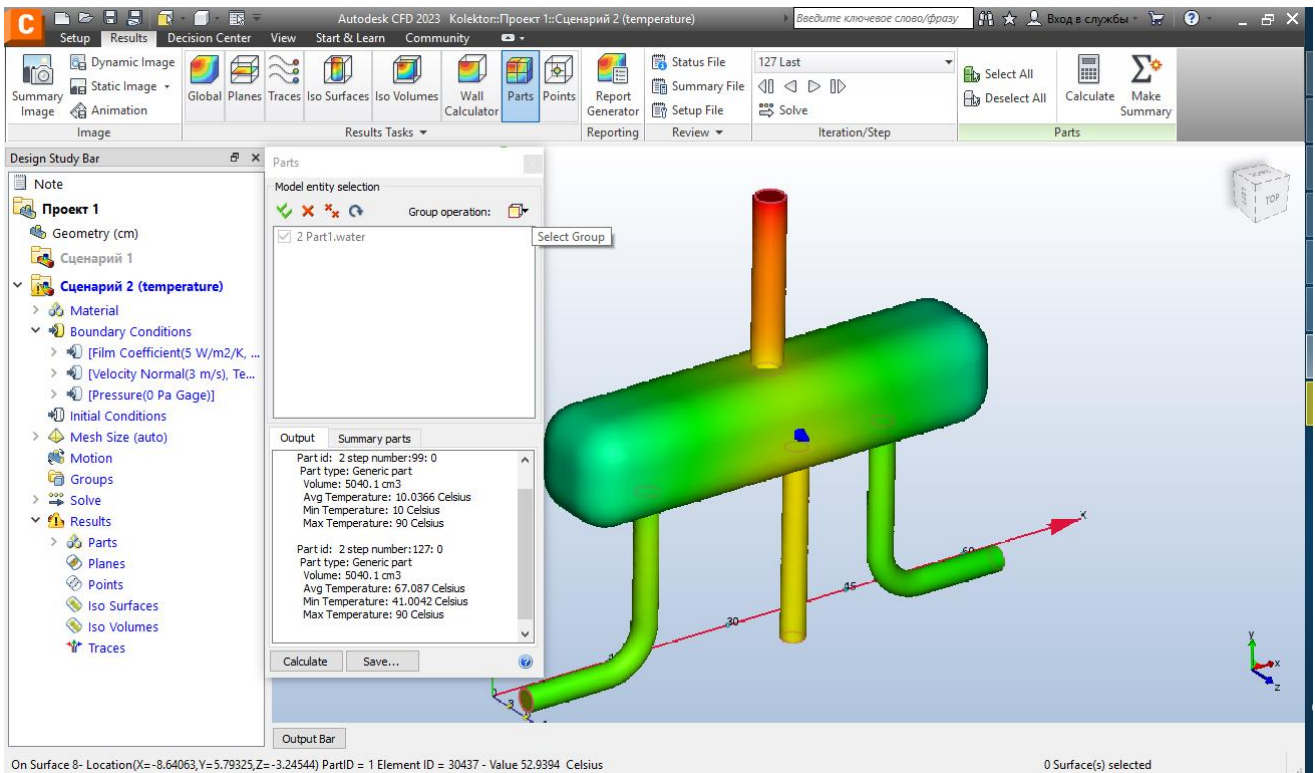 C
Autodesk CFD 2023 Kolektor::Проект 1::Сценарий 2 (temperature)
Введите ключевое слово/фразу
Вход в службы
Setup Results Decision Center View Start & Learn Community
Summary Image
Dynamic Image
Static Image
Animation
Image
Global
Planes
Traces
Iso Surfaces
Iso Volumes
Wall Calculator
Parts
Points
Results Tasks
Report Generator
Reporting
Status File
Summary File
Setup File
Review
127 Last
Solve
Iteration/Step
Select All
Deselect All
Calculate
Make Summary
Parts
Design Study Bar
Note
Проект 1
Geometry (cm)
Сценарий 1
Сценарий 2 (temperature)
Material
Boundary Conditions
[Film Coefficient(5 W/m2/K, ...
[Velocity Normal(3 m/s), Te...
[Pressure(0 Pa Gage)]
Initial Conditions
Mesh Size (auto)
Motion
Groups
Solve
Results
Parts
Planes
Points
Iso Surfaces
Iso Volumes
Traces
Parts
Model entity selection
Group operation:
2 Part1.water
Select Group
Output Summary parts
Part id: 2 step number:99: 0
Part type: Generic part
Volume: 5040.1 cm3
Avg Temperature: 10.0366 Celsius
Min Temperature: 10 Celsius
Max Temperature: 90 Celsius
Part id: 2 step number:127: 0
Part type: Generic part
Volume: 5040.1 cm3
Avg Temperature: 67.087 Celsius
Min Temperature: 41.0042 Celsius
Max Temperature: 90 Celsius
Calculate Save...
TOP
X
60
45
30
3
Y
X
Z
Output Bar
On Surface 8- Location(X=-8.64063,Y=5.79325,Z=-3.24544) PartID = 1 Element ID = 30437 - Value 52.9394 Celsius
0 Surface(s) selected